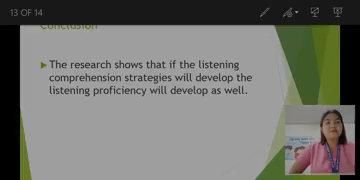 13 OF 14
Conclusion
The research shows that if the listening
comprehension strategies will develop the
listening proficiency will develop as well.